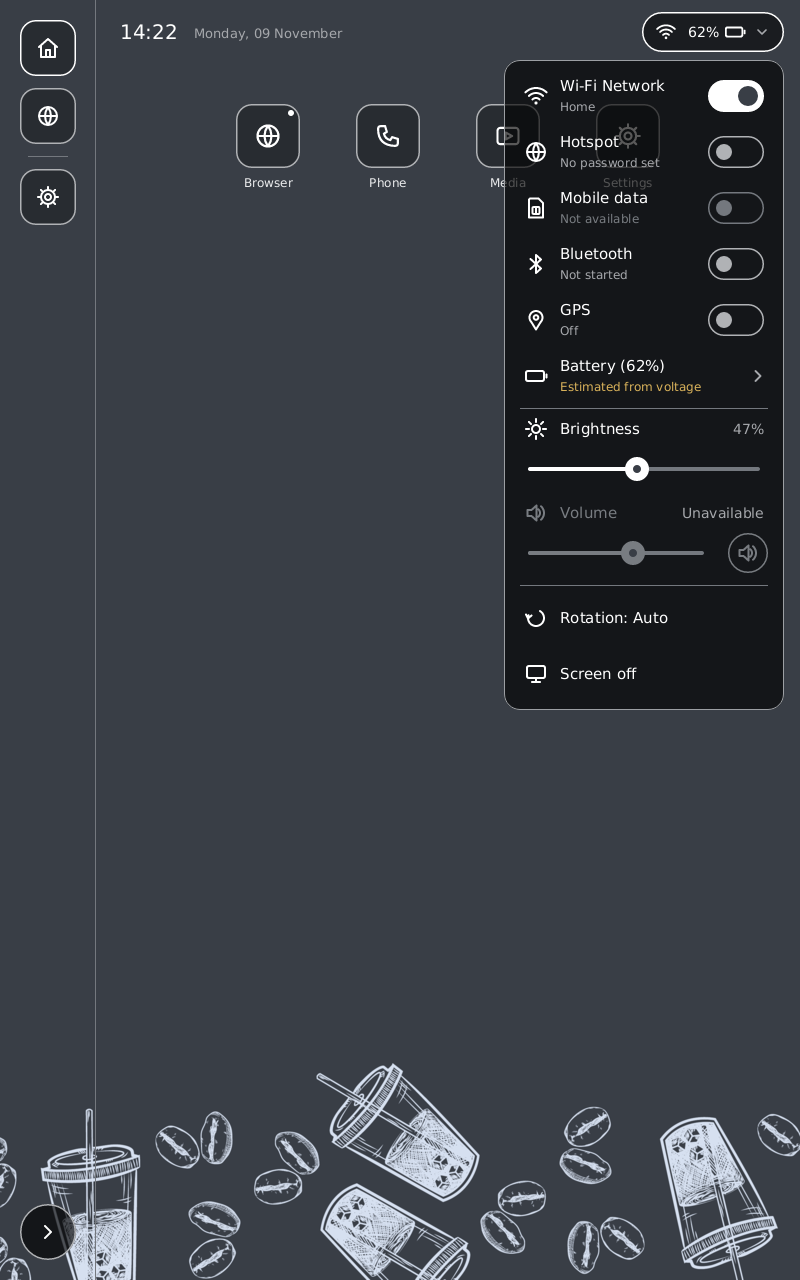 14:22 Monday, 09 November
62%
Browser
Phone
Media
Settings
Wi-Fi Network
Home
Hotspot
No password set
Mobile data
Not available
Bluetooth
Not started
GPS
Off
Battery (62%)
Estimated from voltage
Brightness 47%
Volume Unavailable
Rotation: Auto
Screen off